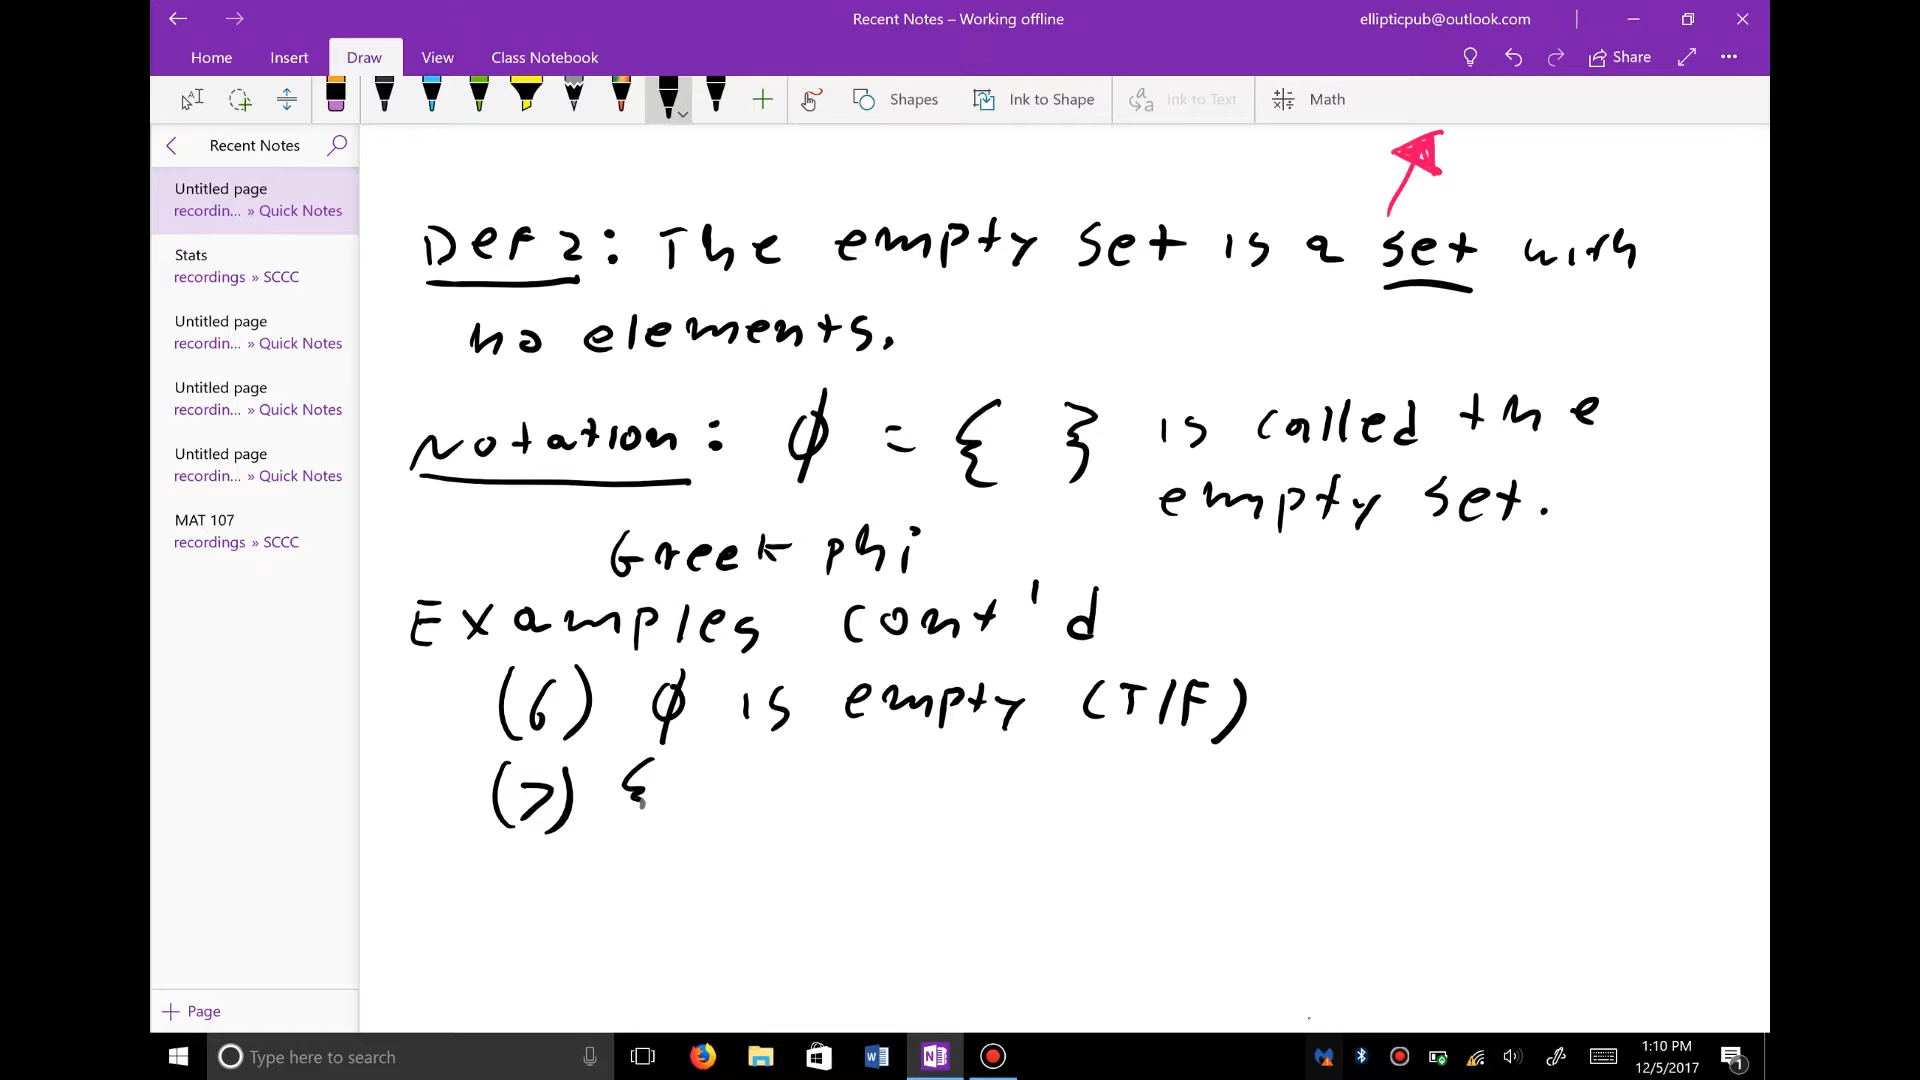 Recent Notes – Working offline
ellipticpub@outlook.com
Home Insert Draw View Class Notebook
Share
Shapes Ink to Shape Ink to Text Math
Recent Notes
Untitled page
recordin... » Quick Notes
Stats
recordings » SCCC
Untitled page
recordin... » Quick Notes
Untitled page
recordin... » Quick Notes
Untitled page
recordin... » Quick Notes
MAT 107
recordings » SCCC
Page
DEF 2: The empty set is a set with
no elements.
Notation: ϕ = { } is called the
empty set.
Greek phi
Examples cont'd
(6) ϕ is empty (T/F)
(7) {
Type here to search
1:10 PM
12/5/2017
1